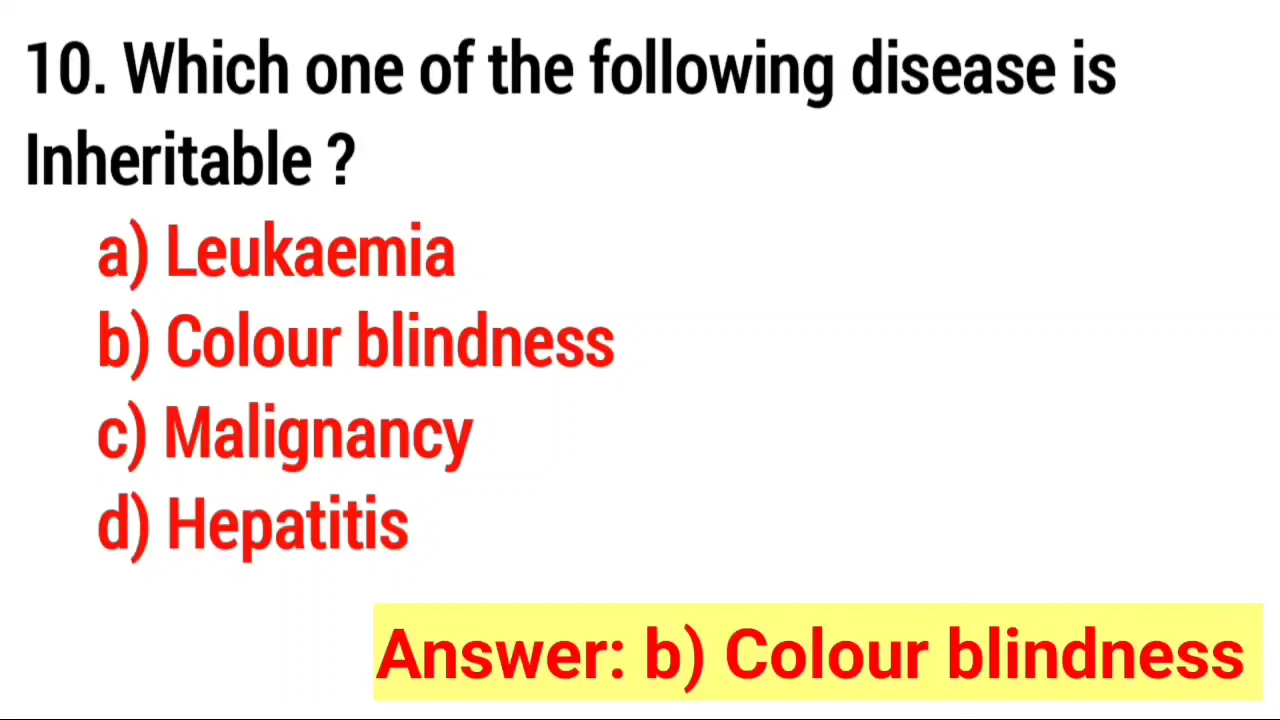 10. Which one of the following disease is
Inheritable ?
a) Leukaemia
b) Colour blindness
c) Malignancy
d) Hepatitis
Answer: b) Colour blindness